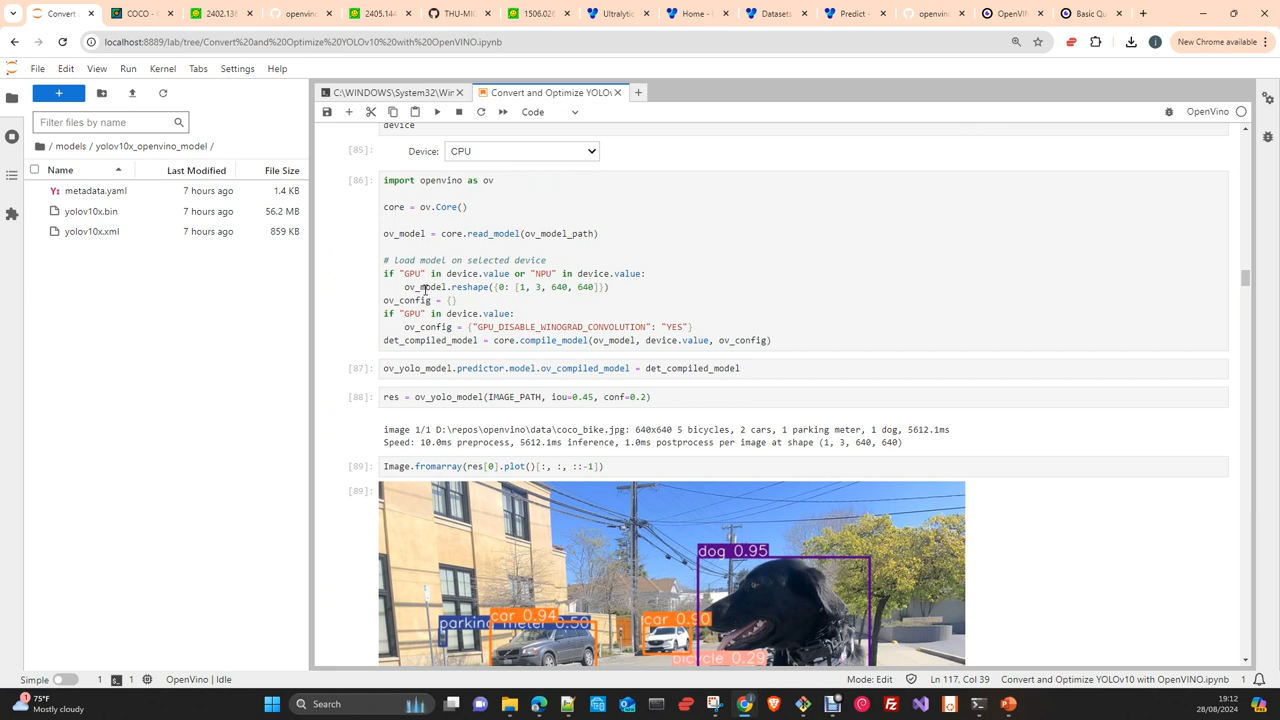 Converti
COCO - C
2402.138
openvino
2405.144
THU-MIG
1506.026
Ultralytic
Home - 
Datasets
Predict -
openvin
OpenVIN
Basic Qu
localhost:8889/lab/tree/Convert%20and%20Optimize%20YOLOv10%20with%20OpenVINO.ipynb
New Chrome available
File Edit View Run Kernel Tabs Settings Help
C:\WINDOWS\System32\Win
Convert and Optimize YOLOv
Filter files by name
Code
OpenVino
/ models / yolov10x_openvino_model /
Name Last Modified File Size
metadata.yaml 7 hours ago 1.4 KB
yolov10x.bin 7 hours ago 56.2 MB
yolov10x.xml 7 hours ago 859 KB
device
[85]: Device: CPU
[86]: import openvino as ov
core = ov.Core()
ov_model = core.read_model(ov_model_path)
# load model on selected device
if "GPU" in device.value or "NPU" in device.value:
ov_model.reshape({0: [1, 3, 640, 640]})
ov_config = {}
if "GPU" in device.value:
ov_config = {"GPU_DISABLE_WINOGRAD_CONVOLUTION": "YES"}
det_compiled_model = core.compile_model(ov_model, device.value, ov_config)
[87]: ov_yolo_model.predictor.model.ov_compiled_model = det_compiled_model
[88]: res = ov_yolo_model(IMAGE_PATH, iou=0.45, conf=0.2)
image 1/1 D:\repos\openvino\data\coco_bike.jpg: 640x640 5 bicycles, 2 cars, 1 parking meter, 1 dog, 5612.1ms
Speed: 10.0ms preprocess, 5612.1ms inference, 1.0ms postprocess per image at shape (1, 3, 640, 640)
[89]: Image.fromarray(res[0].plot()[:, :, ::-1])
[89]:
dog 0.95
car 0.94
parking meter 0.50
car 0.90
bicycle 0.29
Simple 1 1 OpenVino | Idle
Mode: Edit Ln 117, Col 39 Convert and Optimize YOLOv10 with OpenVINO.ipynb 1
75°F
Mostly cloudy
Search
19:12
28/08/2024